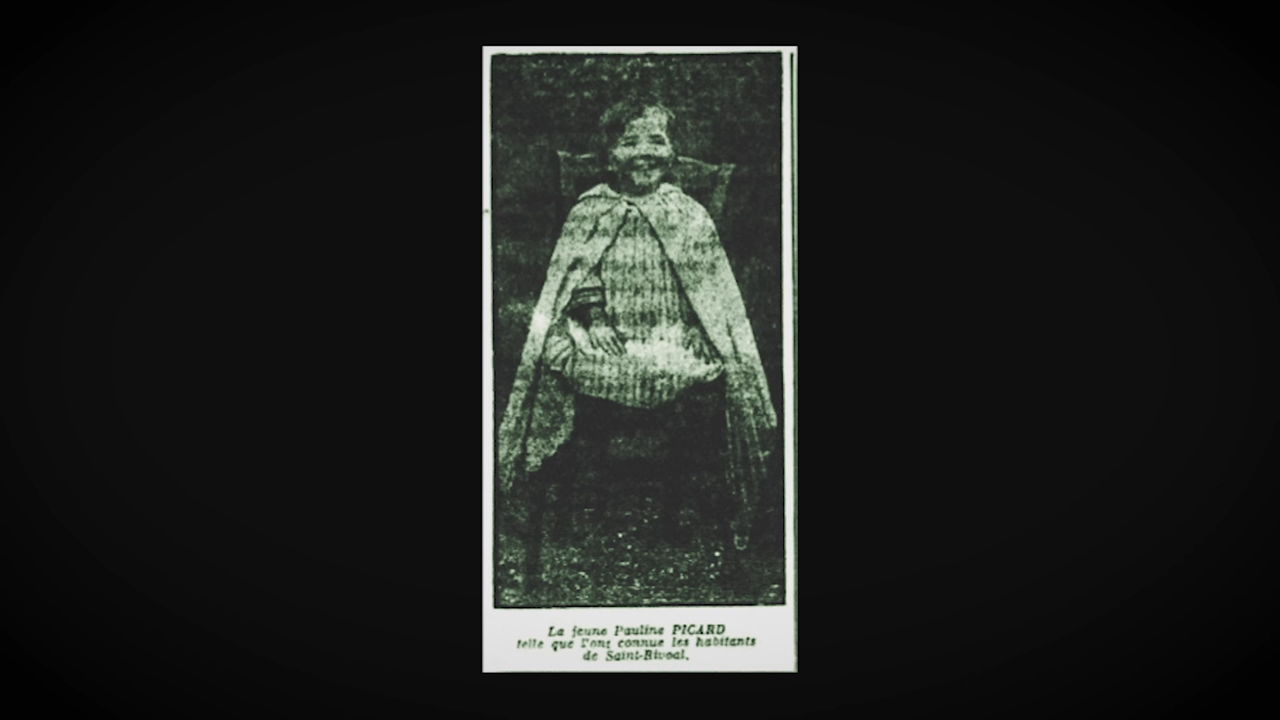 La jeune Pauline PICARD
telle que l'ont connue les habitants
de Saint-Rivoal.